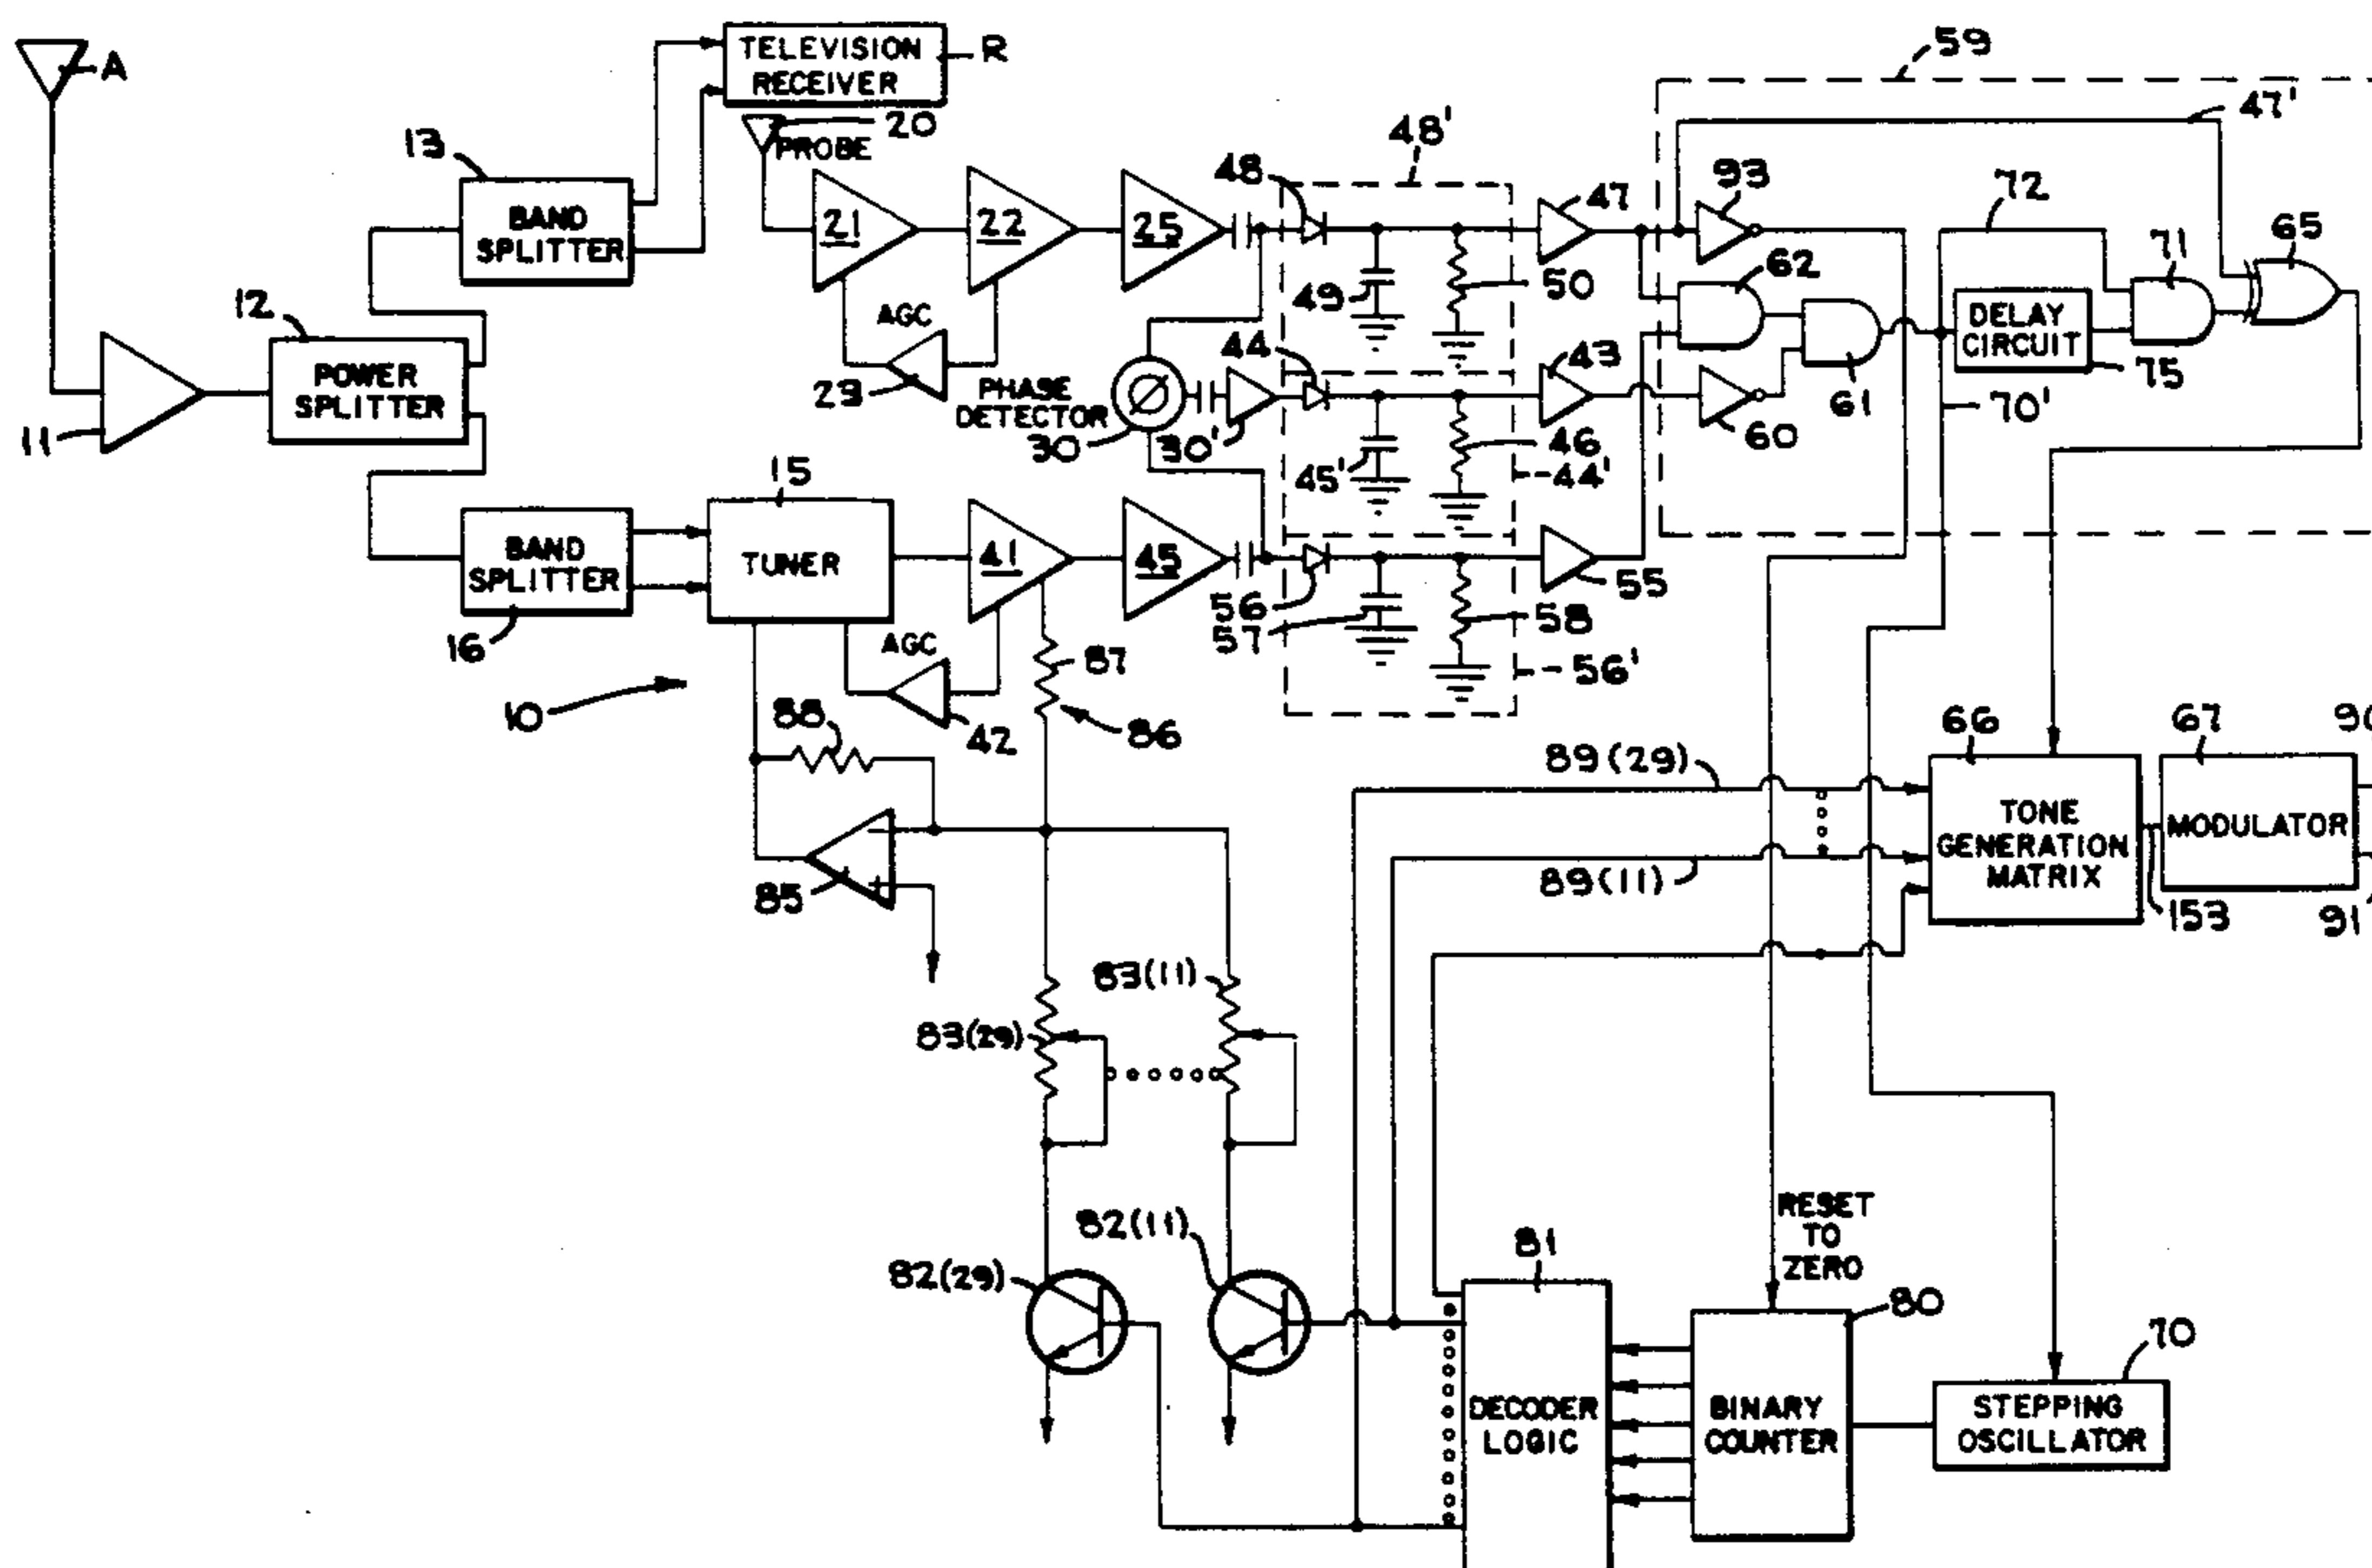 A
TELEVISION
RECEIVER
R
59
47'
20
PROBE
13
48'
48
47
93
72
71
65
BAND
SPLITTER
21
22
25
62
12
49
50
AGC
DELAY
CIRCUIT
75
POWER
SPLITTER
44
43
23
PHASE
DETECTOR
30
30'
61
70'
11
60
45'
46
44'
15
BAND
SPLITTER
TUNER
41
45
55
56
57
58
56'
16
AGC
87
10
88
42
86
66
67
90
89(29)
TONE
GENERATION
MATRIX
MODULATOR
85
89(11)
153
91
83(11)
83(29)
RESET
TO
ZERO
82(11)
81
82(29)
80
70
DECODER
LOGIC
BINARY
COUNTER
STEPPING
OSCILLATOR